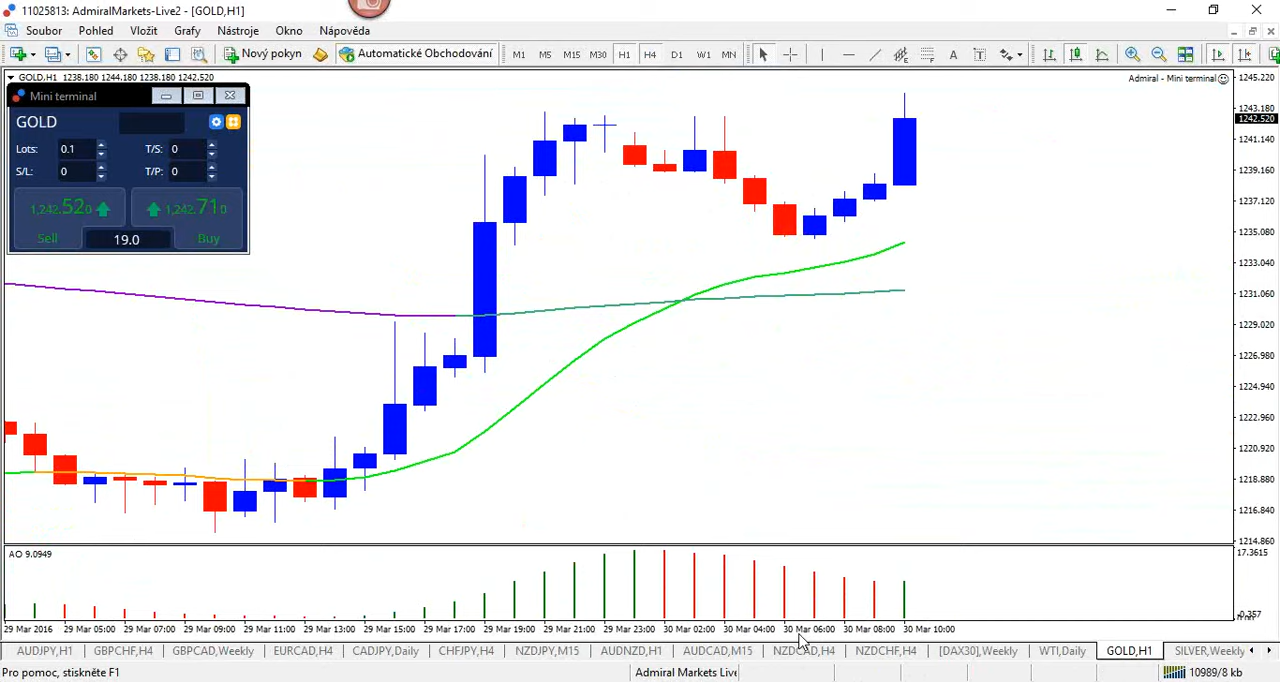 11025813: AdmiralMarkets-Live2 - [GOLD,H1]
Soubor Pohled Vložit Grafy Nástroje Okno Nápověda
Nový pokyn Automatické Obchodování M1 M5 M15 M30 H1 H4 D1 W1 MN A T
GOLD,H1 1238.180 1244.180 1238.180 1242.520
Admiral - Mini terminal
Mini terminal
GOLD
Lots: 0.1 T/S: 0
S/L: 0 T/P: 0
1,242.520 1,242.710
Sell 19.0 Buy
1245.220
1243.180
1242.520
1241.140
1239.160
1237.120
1235.080
1233.040
1231.060
1229.020
1226.980
1224.940
1222.960
1220.920
1218.880
1216.840
1214.860
AO 9.0949
17.3615
-0.357
29 Mar 2016 29 Mar 05:00 29 Mar 07:00 29 Mar 09:00 29 Mar 11:00 29 Mar 13:00 29 Mar 15:00 29 Mar 17:00 29 Mar 19:00 29 Mar 21:00 29 Mar 23:00 30 Mar 02:00 30 Mar 04:00 30 Mar 06:00 30 Mar 08:00 30 Mar 10:00
AUDJPY,H1 GBPCHF,H4 GBPCAD,Weekly EURCAD,H4 CADJPY,Daily CHFJPY,H4 NZDJPY,M15 AUDNZD,H1 AUDCAD,M15 NZDCAD,H4 NZDCHF,H4 [DAX30],Weekly WTI,Daily GOLD,H1 SILVER,Weekly
Pro pomoc, stiskněte F1 Admiral Markets Live 10989/8 kb